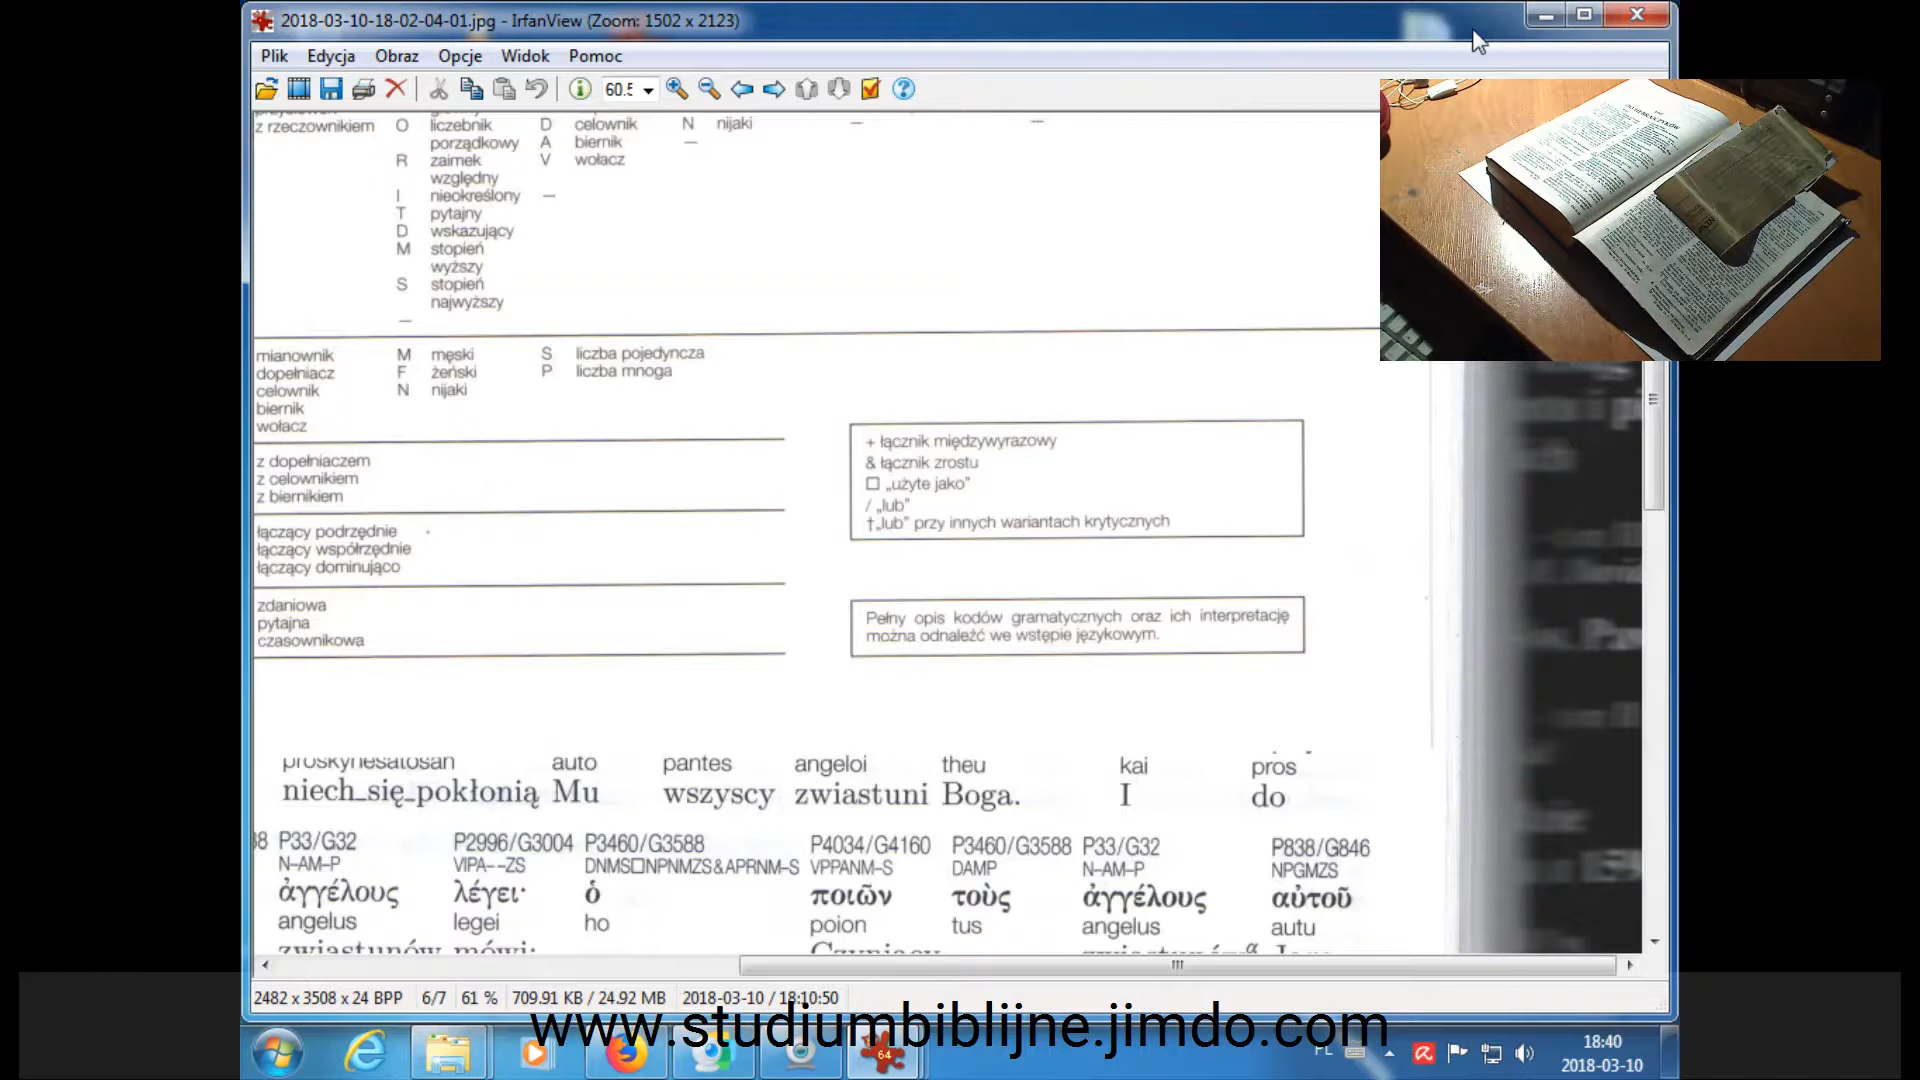 2018-03-10-18-02-04-01.jpg - IrfanView (Zoom: 1502 x 2123)
Plik Edycja Obraz Opcje Widok Pomoc
60.5
z rzeczownikiem O liczebnik D celownik N nijaki — —
porządkowy A biernik —
R zaimek V wołacz
względny
I nieokreślony —
T pytajny
D wskazujący
M stopień
wyższy
S stopień
najwyższy
—
mianownik M męski S liczba pojedyncza
dopełniacz F żeński P liczba mnoga
celownik N nijaki
biernik
wołacz
z dopełniaczem
z celownikiem
z biernikiem
łączący podrzędnie
łączący współrzędnie
łączący dominująco
zdaniowa
pytajna
czasownikowa
+ łącznik międzywyrazowy
& łącznik zrostu
☐ „użyte jako"
/ „lub"
†„lub" przy innych wariantach krytycznych
Pełny opis kodów gramatycznych oraz ich interpretację
można odnaleźć we wstępie językowym.
proskynesatosan auto pantes angeloi theu kai pros
niech_się_pokłonią Mu wszyscy zwiastuni Boga. I do
38 P33/G32 P2996/G3004 P3460/G3588 P4034/G4160 P3460/G3588 P33/G32 P838/G846
N–AM–P VIPA––ZS DNMS☐NPNMZS&APRNM–S VPPANM–S DAMP N–AM–P NPGMZS
ἀγγέλους λέγει· ὁ ποιῶν τοὺς ἀγγέλους αὐτοῦ
angelus legei ho poion tus angelus autu
zwiastunów mówi: Czyniący
2482 x 3508 x 24 BPP 6/7 61 % 709.91 KB / 24.92 MB 2018-03-10 / 18:10:50
www.studiumbiblijne.jimdo.com
64
PL
18:40
2018-03-10